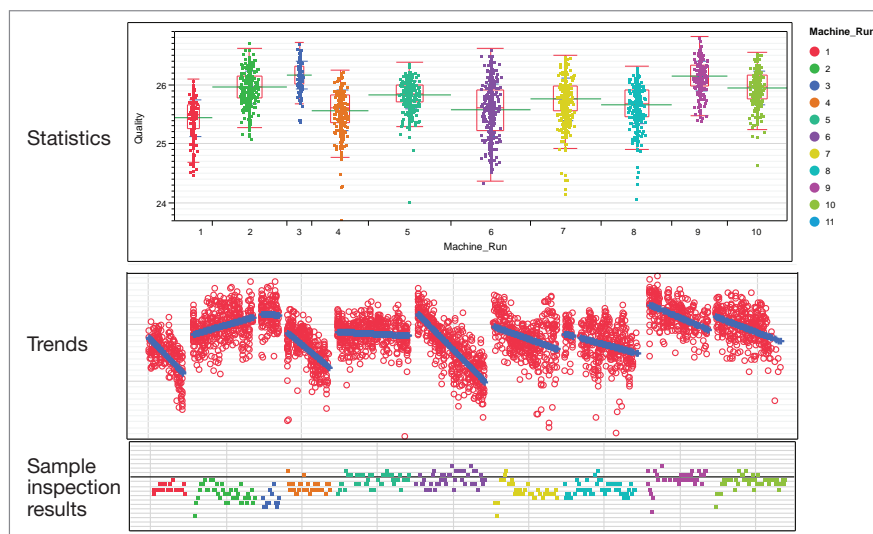 Statistics
Quality
26
25
24
1 2 3 4 5 6 7 8 9 10
Machine_Run
Machine_Run
1
2
3
4
5
6
7
8
9
10
11
Trends
Sample
inspection
results